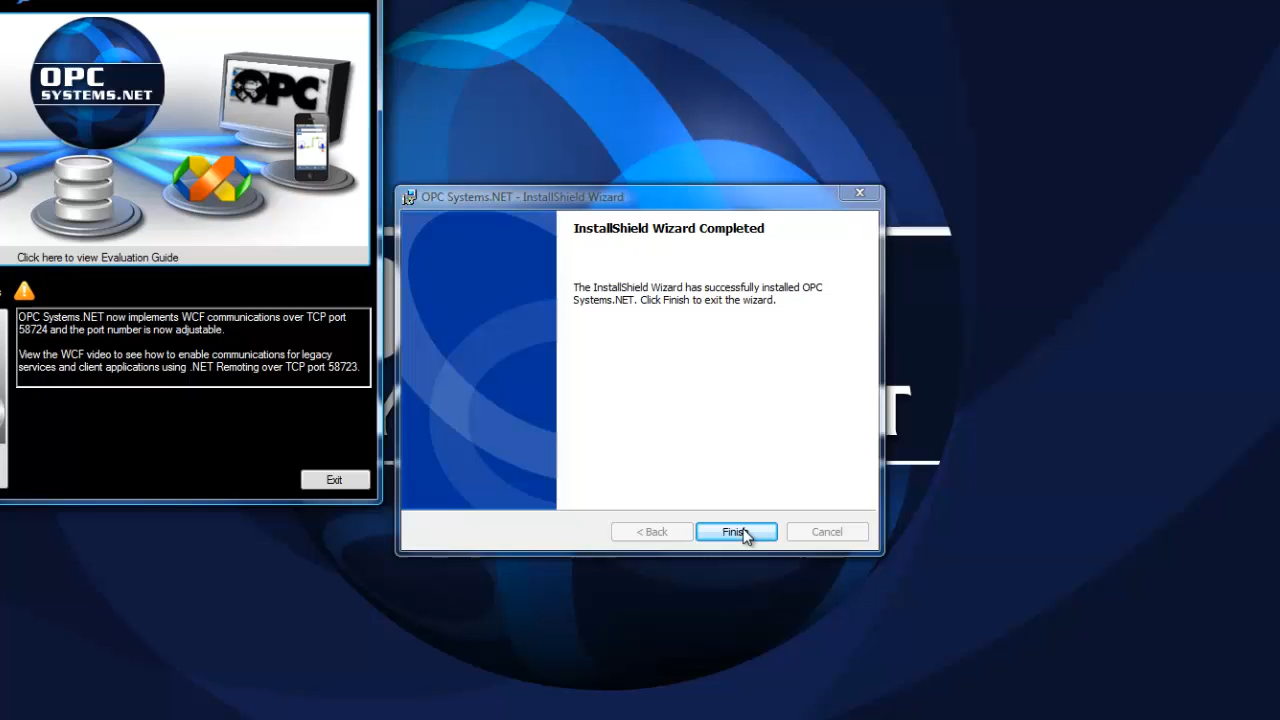 OPC
SYSTEMS.NET
OPC
Click here to view Evaluation Guide
OPC Systems.NET now implements WCF communications over TCP port
58724 and the port number is now adjustable.
View the WCF video to see how to enable communications for legacy
services and client applications using .NET Remoting over TCP port 58723.
Exit
OPC Systems.NET - InstallShield Wizard
InstallShield Wizard Completed
The InstallShield Wizard has successfully installed OPC
Systems.NET. Click Finish to exit the wizard.
< Back
Finish
Cancel